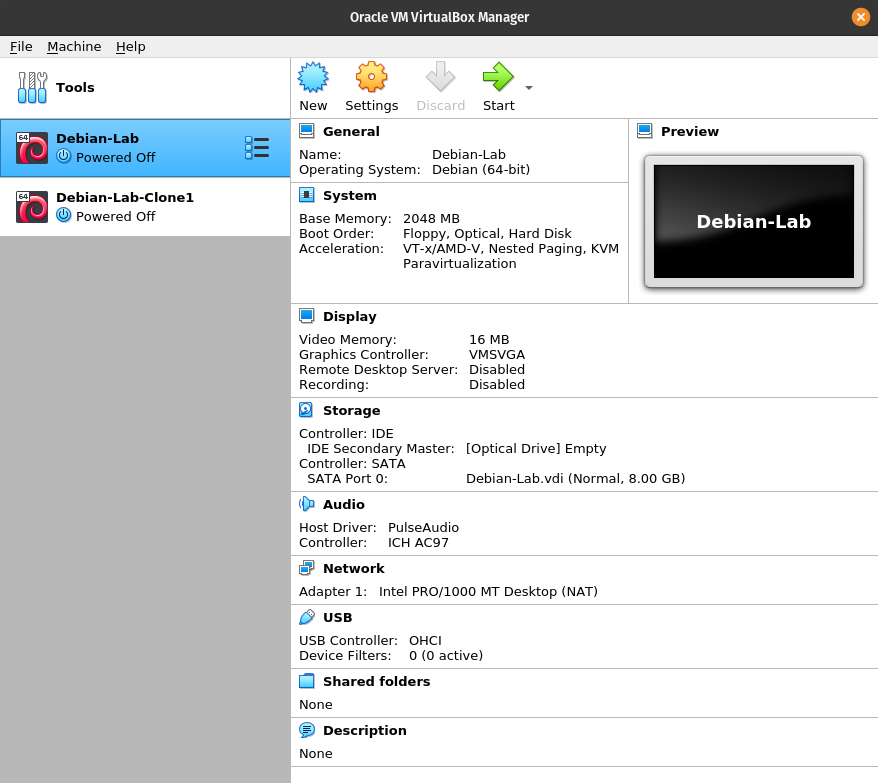 Oracle VM VirtualBox Manager
File Machine Help
Tools
64
Debian-Lab
Powered Off
64
Debian-Lab-Clone1
Powered Off
New Settings Discard Start
General
Name: Debian-Lab
Operating System: Debian (64-bit)
System
Base Memory: 2048 MB
Boot Order: Floppy, Optical, Hard Disk
Acceleration: VT-x/AMD-V, Nested Paging, KVM
Paravirtualization
Preview
Debian-Lab
Display
Video Memory: 16 MB
Graphics Controller: VMSVGA
Remote Desktop Server: Disabled
Recording: Disabled
Storage
Controller: IDE
IDE Secondary Master: [Optical Drive] Empty
Controller: SATA
SATA Port 0: Debian-Lab.vdi (Normal, 8.00 GB)
Audio
Host Driver: PulseAudio
Controller: ICH AC97
Network
Adapter 1: Intel PRO/1000 MT Desktop (NAT)
USB
USB Controller: OHCI
Device Filters: 0 (0 active)
Shared folders
None
Description
None